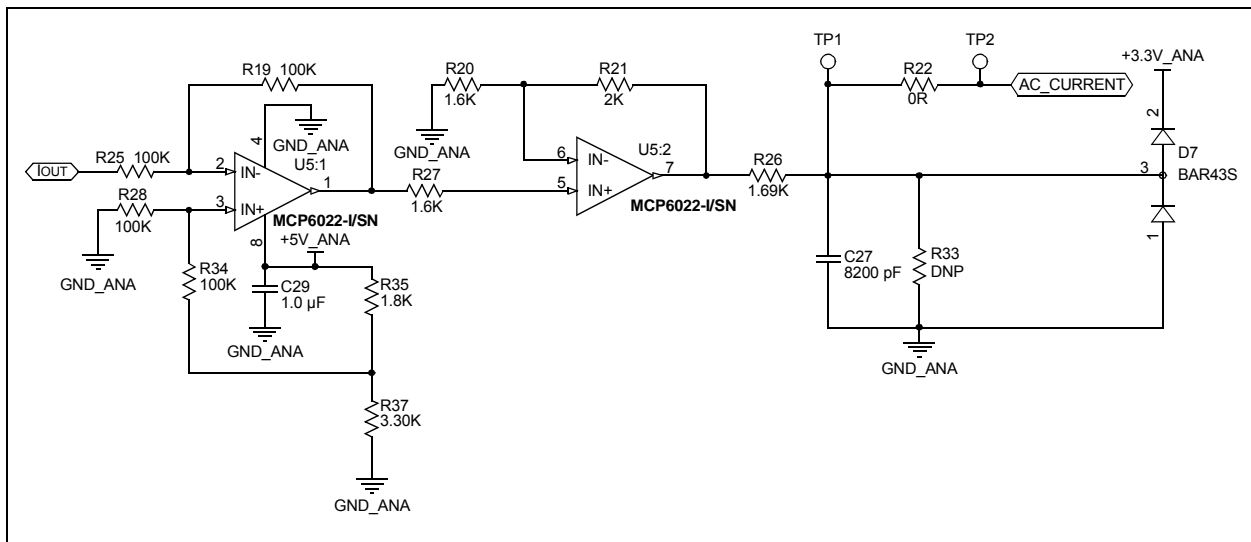 TP1
TP2
+3.3V_ANA
R19 100K
R20
1.6K
R21
2K
R22
0R
AC_CURRENT
2
4
GND_ANA
GND_ANA
U5:1
U5:2
D7
BAR43S
IOUT
R25 100K
2
IN-
1
6
IN-
7
R26
1.69K
3
R28
100K
3
IN+
R27
1.6K
5
IN+
MCP6022-I/SN
MCP6022-I/SN
8
+5V_ANA
1
GND_ANA
R34
100K
C29
1.0 µF
R35
1.8K
C27
8200 pF
R33
DNP
GND_ANA
GND_ANA
R37
3.30K
GND_ANA